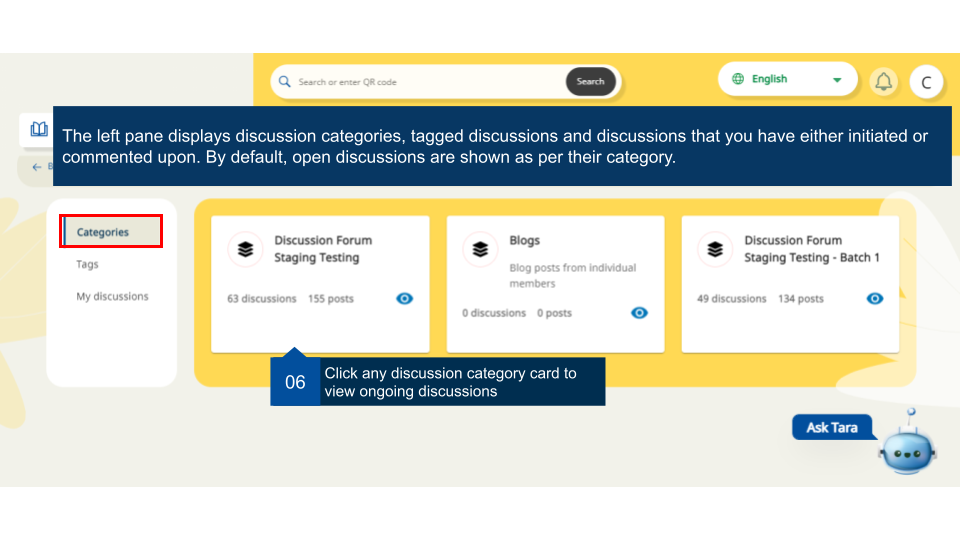 Search or enter QR code
Search
English
C
The left pane displays discussion categories, tagged discussions and discussions that you have either initiated or
commented upon. By default, open discussions are shown as per their category.
Categories
Tags
My discussions
Discussion Forum
Staging Testing
63 discussions 155 posts
Blogs
Blog posts from individual
members
0 discussions 0 posts
Discussion Forum
Staging Testing - Batch 1
49 discussions 134 posts
06
Click any discussion category card to
view ongoing discussions
Ask Tara